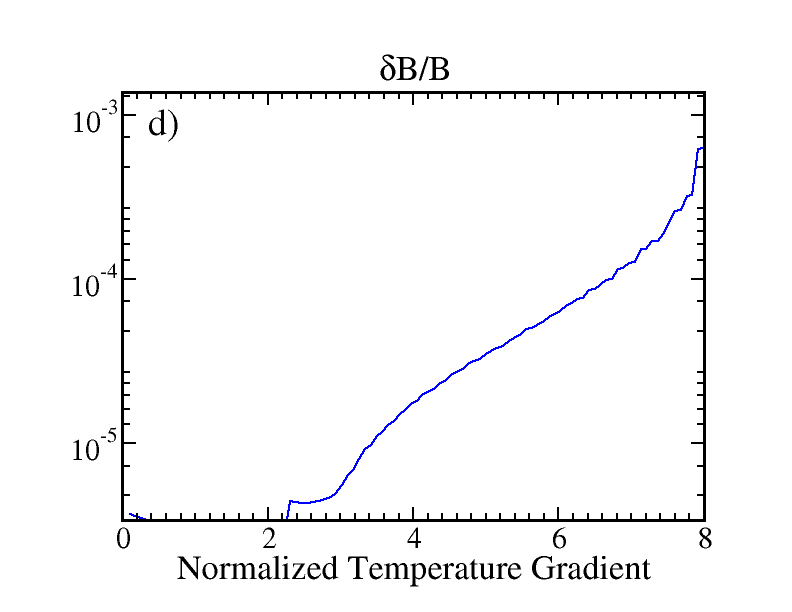 δB/B
d)
10⁻³
10⁻⁴
10⁻⁵
0 2 4 6 8
Normalized Temperature Gradient